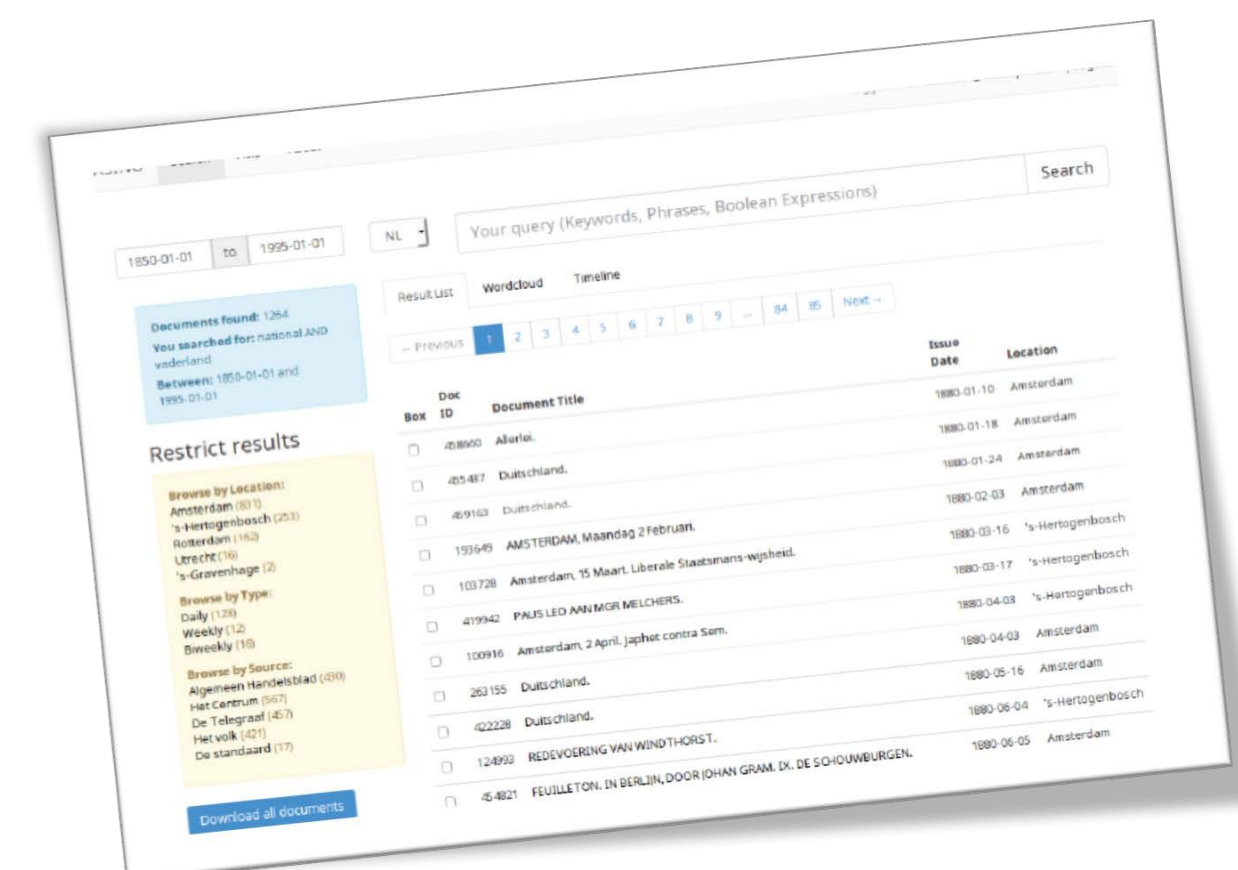 Search
1850-01-01 to 1995-01-01 NL Your query (Keywords, Phrases, Boolean Expressions) Search
Documents found: 1264
You searched for: national AND
vaderland
Between: 1850-01-01 and
1995-01-01
Restrict results
Browse by Location:
Amsterdam (831)
's-Hertogenbosch (253)
Rotterdam (162)
Utrecht (16)
's-Gravenhage (2)
Browse by Type:
Daily (123)
Weekly (12)
Biweekly (16)
Browse by Source:
Algemeen Handelsblad (430)
Het Centrum (567)
De Telegraaf (457)
Het volk (421)
De standaard (17)
Download all documents
Result List Wordcloud Timeline
← Previous 1 2 3 4 5 6 7 8 9 ... 84 85 Next →
Box Doc ID Document Title Issue Date Location
458660 Allerlei. 1880-01-10 Amsterdam
455487 Duitschland. 1880-01-18 Amsterdam
459163 Duitschland. 1880-01-24 Amsterdam
193649 AMSTERDAM, Maandag 2 Februari. 1880-02-03 Amsterdam
103728 Amsterdam, 15 Maart. Liberale Staatsmans-wijsheid. 1880-03-16 's-Hertogenbosch
419942 PAUS LEO AAN MGR MELCHERS. 1880-03-17 's-Hertogenbosch
100916 Amsterdam, 2 April. Japhet contra Sem. 1880-04-03 's-Hertogenbosch
263155 Duitschland. 1880-04-03 Amsterdam
422228 Duitschland. 1880-05-16 Amsterdam
124993 REDEVOERING VAN WINDTHORST. 1880-06-04 's-Hertogenbosch
454821 FEUILLETON. IN BERLIJN, DOOR JOHAN GRAM. IX. DE SCHOUWBURGEN. 1880-06-05 Amsterdam